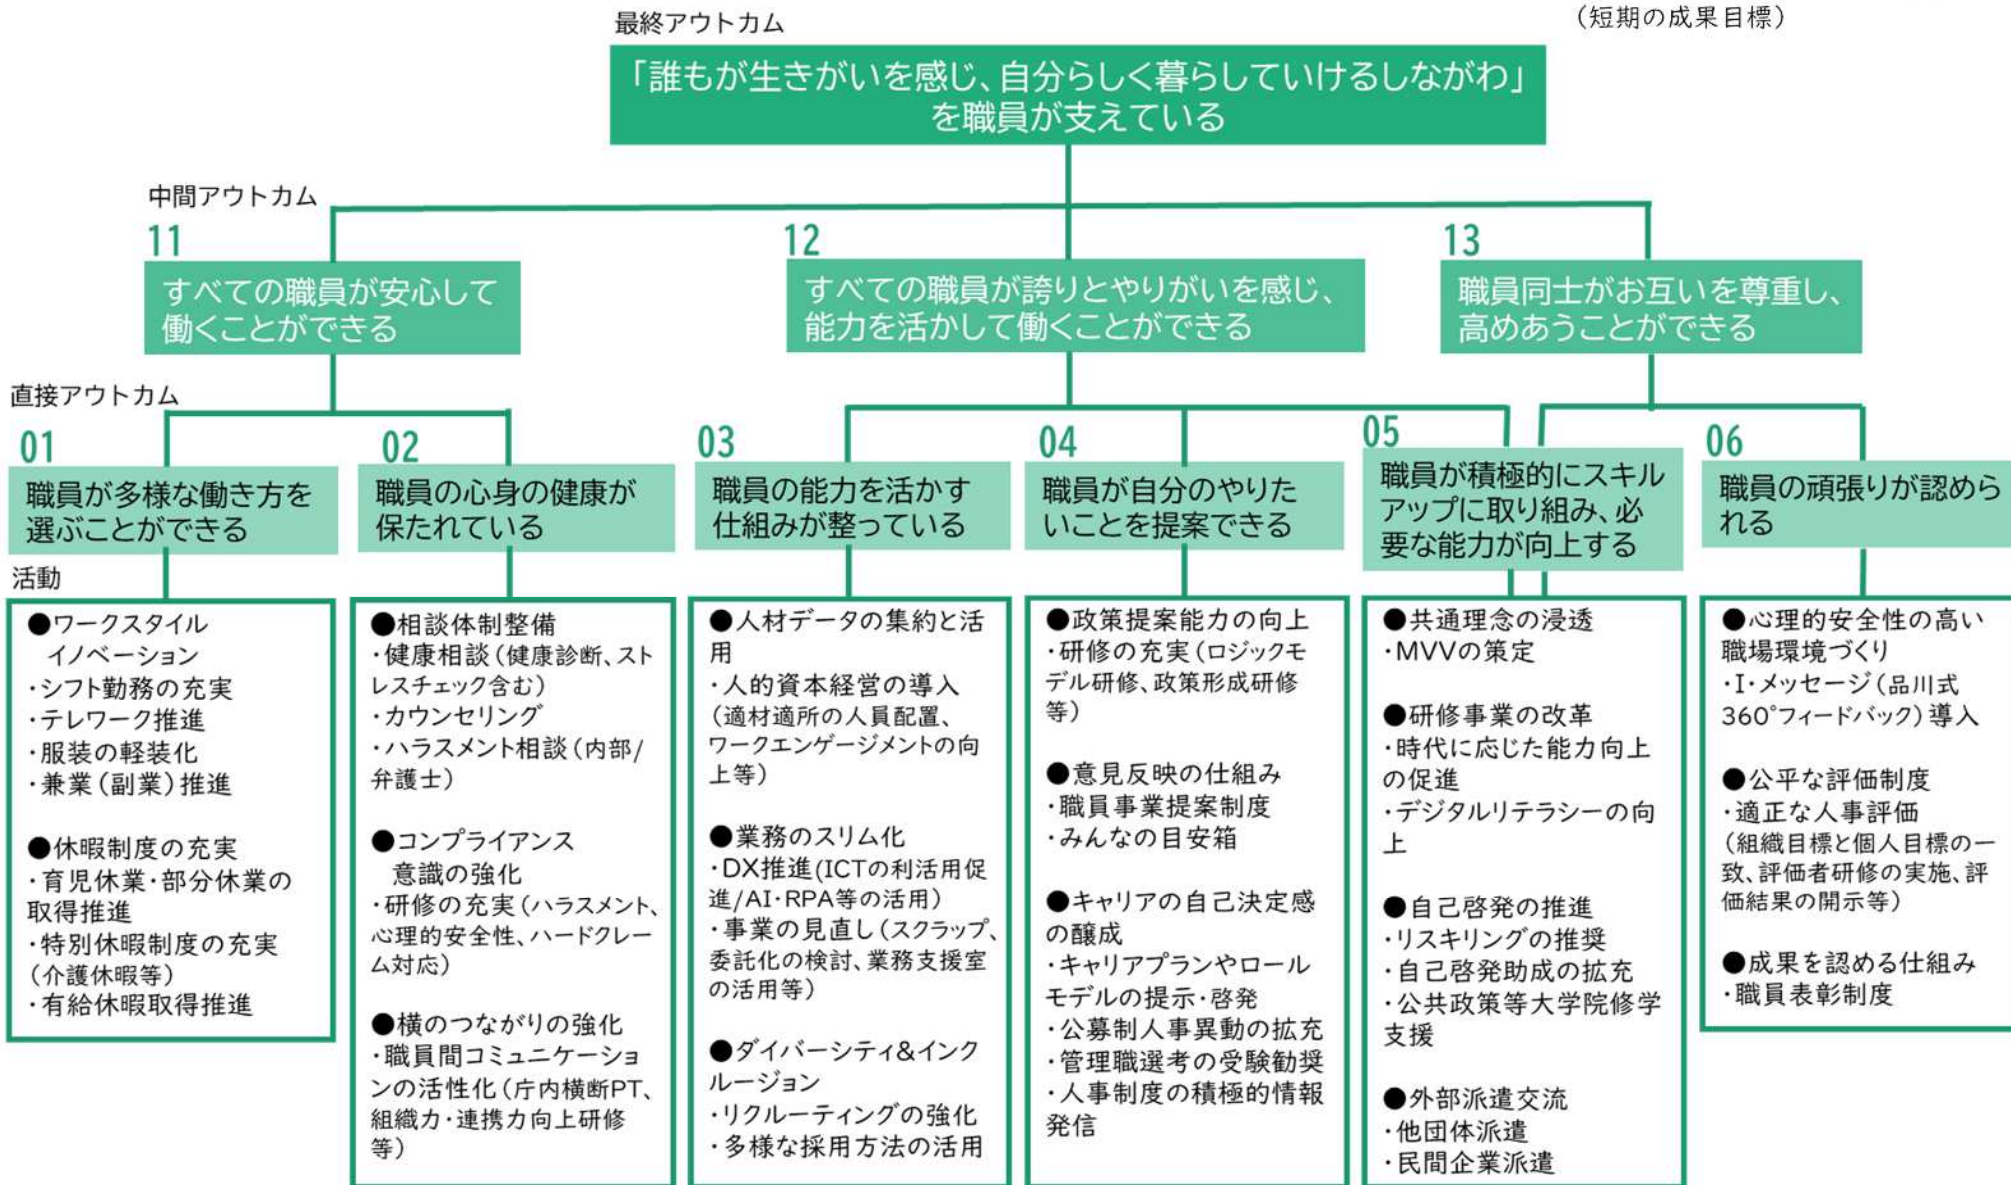 (短期の成果目標)
最終アウトカム
「誰もが生きがいを感じ、自分らしく暮らしていけるしながわ」
を職員が支えている
中間アウトカム
11
すべての職員が安心して
働くことができる
12
すべての職員が誇りとやりがいを感じ、
能力を活かして働くことができる
13
職員同士がお互いを尊重し、
高めあうことができる
直接アウトカム
01
職員が多様な働き方を
選ぶことができる
02
職員の心身の健康が
保たれている
03
職員の能力を活かす
仕組みが整っている
04
職員が自分のやりた
いことを提案できる
05
職員が積極的にスキル
アップに取り組み、必
要な能力が向上する
06
職員の頑張りが認めら
れる
活動
●ワークスタイル
イノベーション
・シフト勤務の充実
・テレワーク推進
・服装の軽装化
・兼業(副業)推進
●休暇制度の充実
・育児休業・部分休業の
取得推進
・特別休暇制度の充実
(介護休暇等)
・有給休暇取得推進
●相談体制整備
・健康相談(健康診断、スト
レスチェック含む)
・カウンセリング
・ハラスメント相談(内部/
弁護士)
●コンプライアンス
意識の強化
・研修の充実(ハラスメント、
心理的安全性、ハードクレー
ム対応)
●横のつながりの強化
・職員間コミュニケーショ
ンの活性化(庁内横断PT、
組織力・連携力向上研修
等)
●人材データの集約と活
用
・人的資本経営の導入
(適材適所の人員配置、
ワークエンゲージメントの向
上等)
●業務のスリム化
・DX推進(ICTの利活用促
進/AI・RPA等の活用)
・事業の見直し(スクラップ、
委託化の検討、業務支援室
の活用等)
●ダイバーシティ&インク
ルージョン
・リクルーティングの強化
・多様な採用方法の活用
●政策提案能力の向上
・研修の充実(ロジックモ
デル研修、政策形成研修
等)
●意見反映の仕組み
・職員事業提案制度
・みんなの目安箱
●キャリアの自己決定感
の醸成
・キャリアプランやロール
モデルの提示・啓発
・公募制人事異動の拡充
・管理職選考の受験勧奨
・人事制度の積極的情報
発信
●共通理念の浸透
・MVVの策定
●研修事業の改革
・時代に応じた能力向上
の促進
・デジタルリテラシーの向
上
●自己啓発の推進
・リスキリングの推奨
・自己啓発助成の拡充
・公共政策等大学院修学
支援
●外部派遣交流
・他団体派遣
・民間企業派遣
●心理的安全性の高い
職場環境づくり
・I・メッセージ(品川式
360°フィードバック)導入
●公平な評価制度
・適正な人事評価
(組織目標と個人目標の一
致、評価者研修の実施、評
価結果の開示等)
●成果を認める仕組み
・職員表彰制度